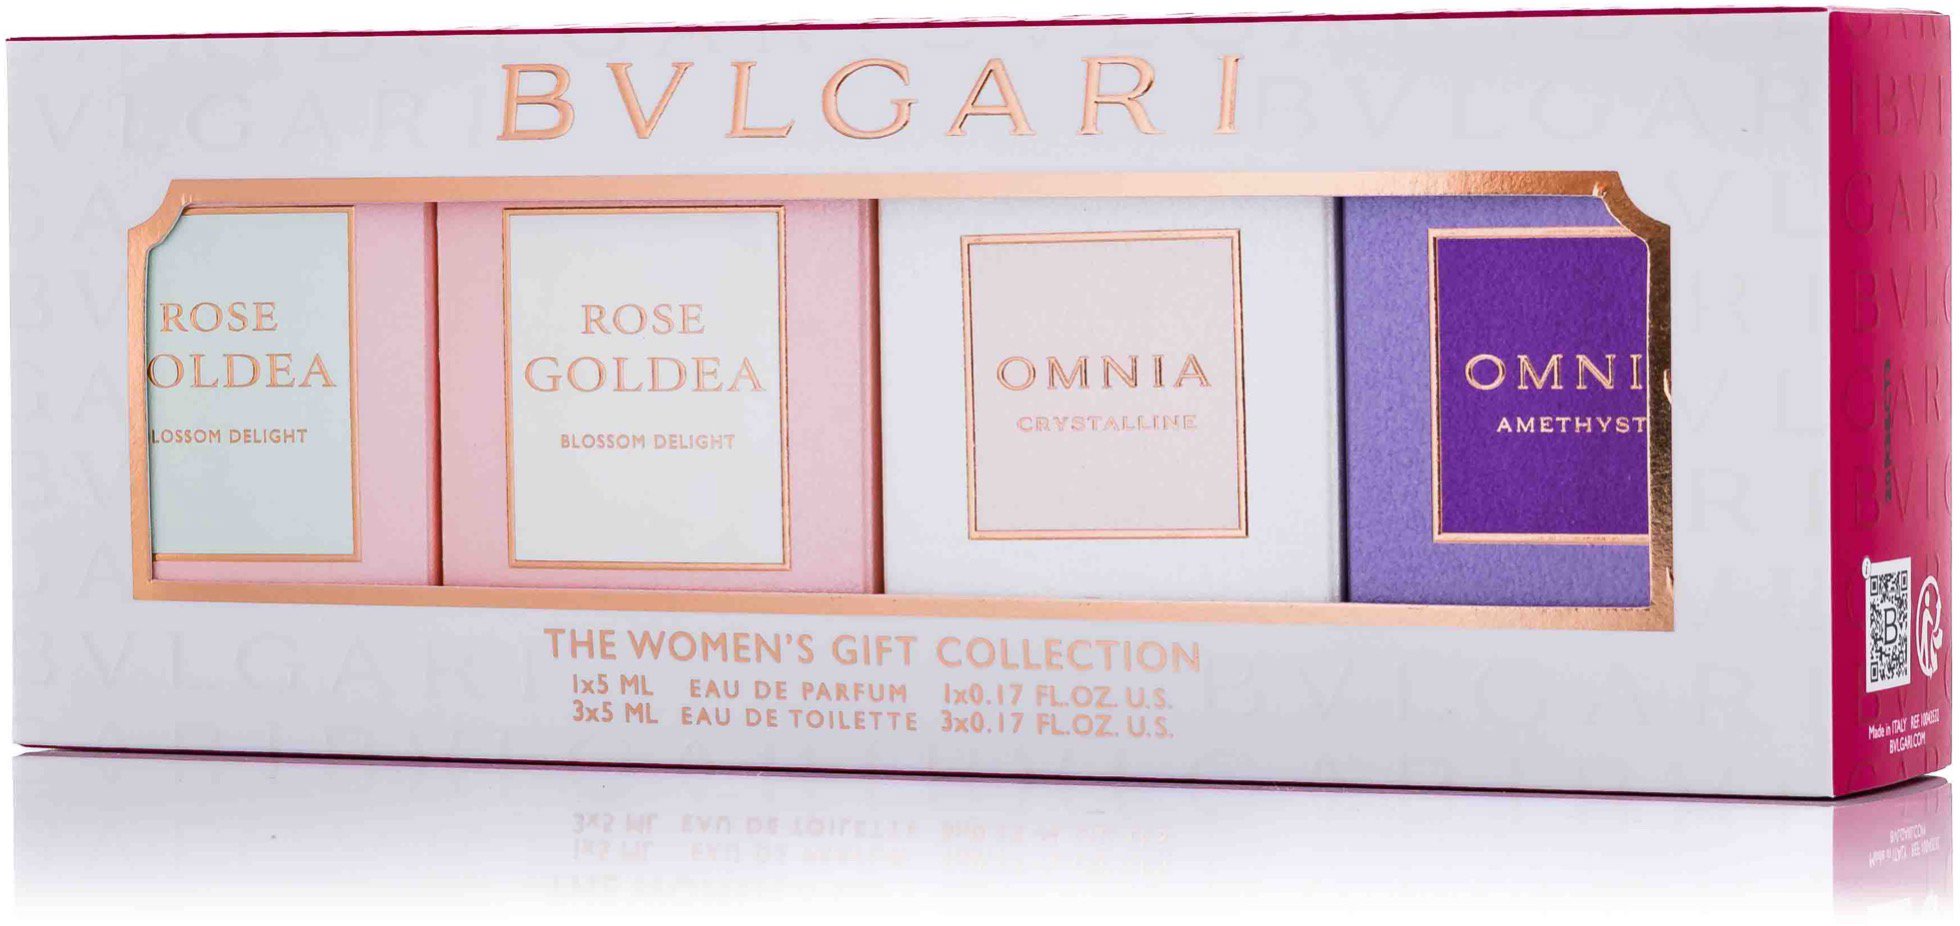 BVLGARI
ROSE
OLDEA
LOSSOM DELIGHT
ROSE
GOLDEA
BLOSSOM DELIGHT
OMNIA
CRYSTALLINE
OMNI
AMETHYST
THE WOMEN'S GIFT COLLECTION
1x5 ML EAU DE PARFUM 1x0.17 FL.OZ. U.S.
3x5 ML EAU DE TOILETTE 3x0.17 FL.OZ. U.S.
B
Made in ITALY REF. 10042532
BVLGARI.COM